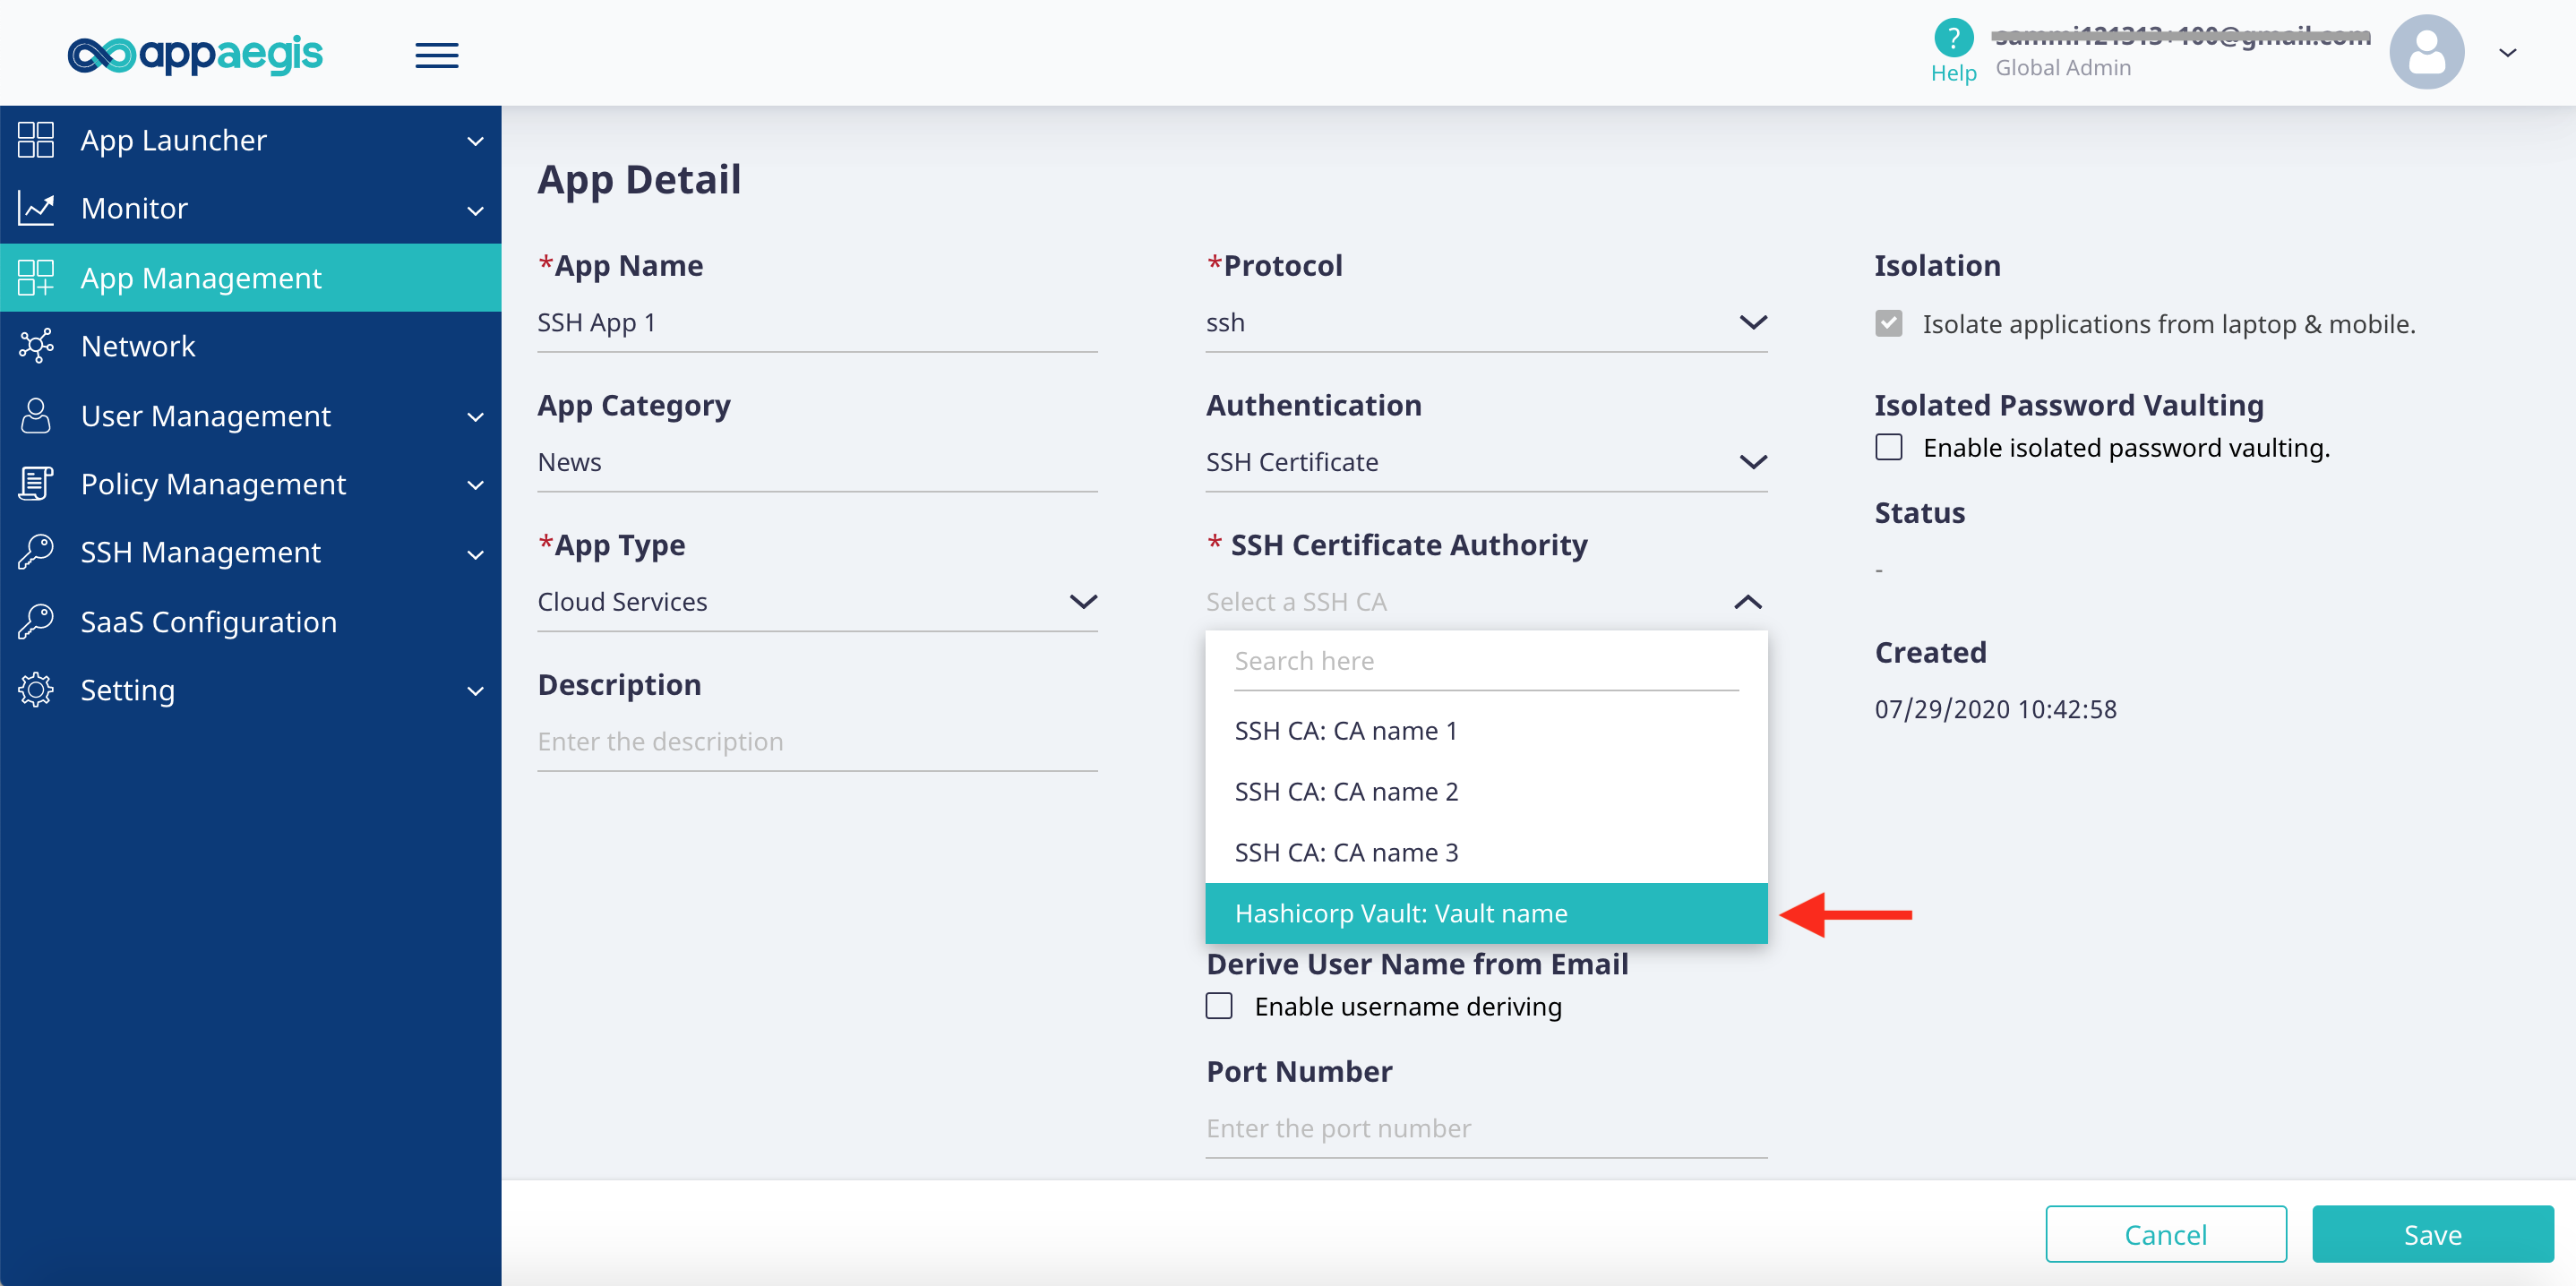 appaegis
?
Help
Global Admin
App Launcher
Monitor
App Management
Network
User Management
Policy Management
SSH Management
SaaS Configuration
Setting
App Detail
*App Name
SSH App 1
App Category
News
*App Type
Cloud Services
Description
Enter the description
*Protocol
ssh
Authentication
SSH Certificate
* SSH Certificate Authority
Select a SSH CA
Search here
SSH CA: CA name 1
SSH CA: CA name 2
SSH CA: CA name 3
Hashicorp Vault: Vault name
Derive User Name from Email
Enable username deriving
Port Number
Enter the port number
Isolation
Isolate applications from laptop & mobile.
Isolated Password Vaulting
Enable isolated password vaulting.
Status
-
Created
07/29/2020 10:42:58
Cancel
Save